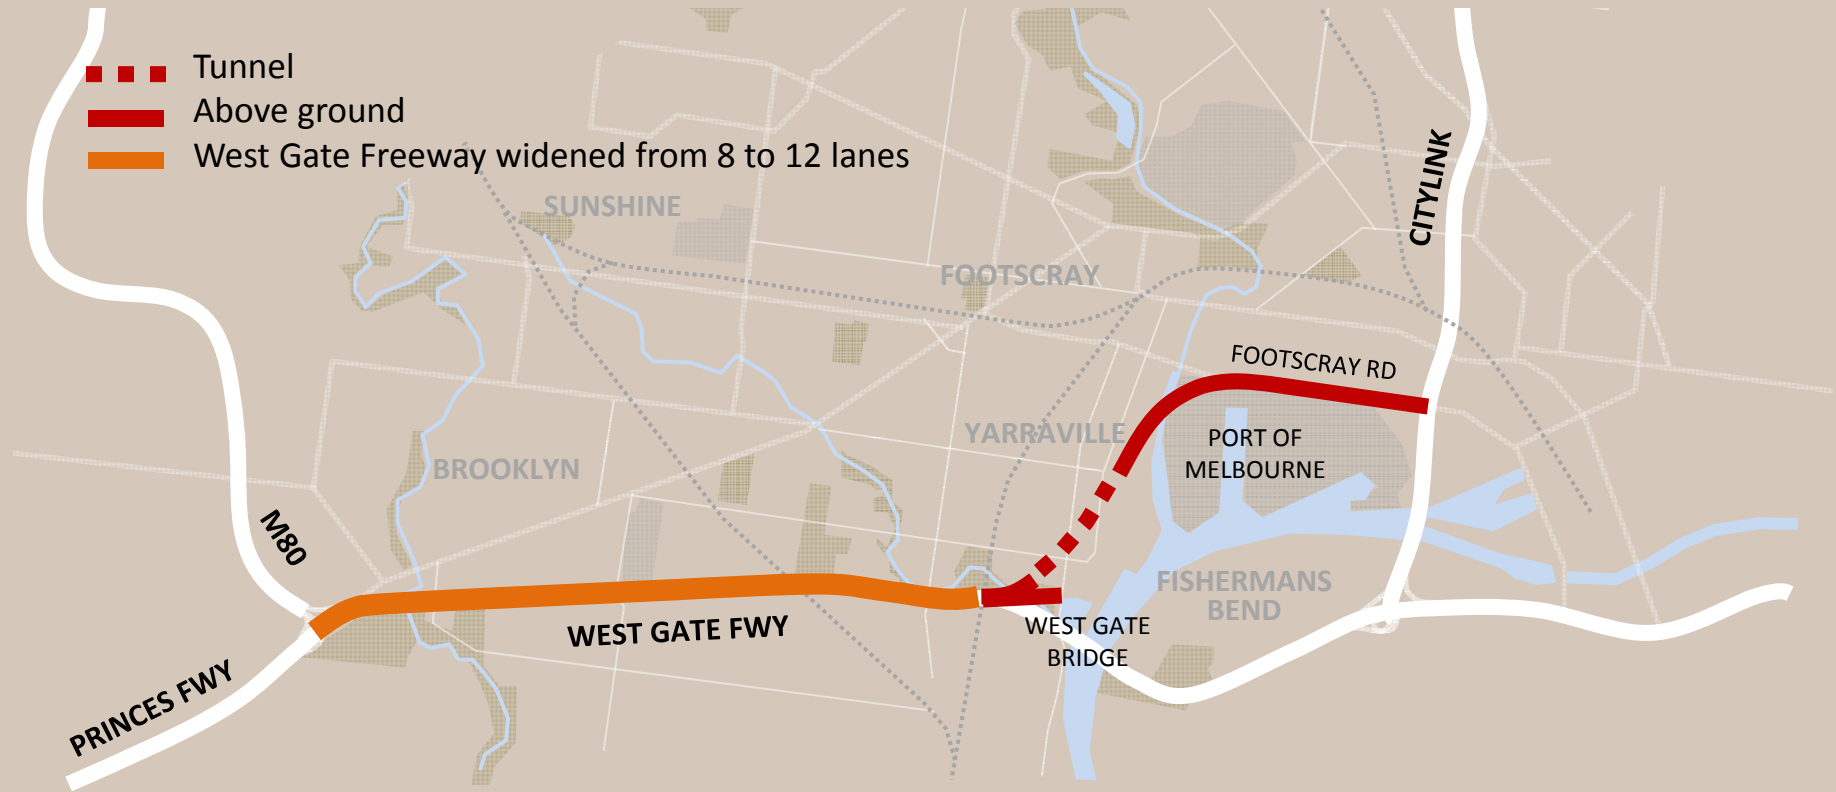 Tunnel
Above ground
West Gate Freeway widened from 8 to 12 lanes
SUNSHINE
CITYLINK
FOOTSCRAY
FOOTSCRAY RD
YARRAVILLE
PORT OF
MELBOURNE
BROOKLYN
M80
FISHERMANS
BEND
WEST GATE FWY
WEST GATE
BRIDGE
PRINCES FWY